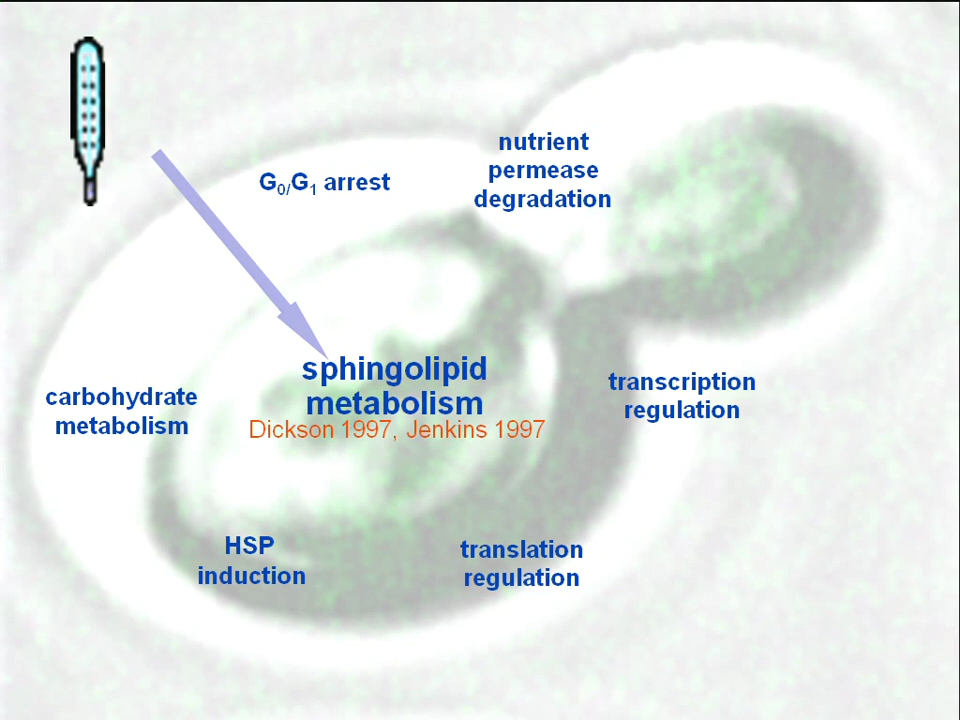 nutrient
permease
degradation
G0/G1 arrest
sphingolipid
metabolism
Dickson 1997, Jenkins 1997
carbohydrate
metabolism
transcription
regulation
HSP
induction
translation
regulation